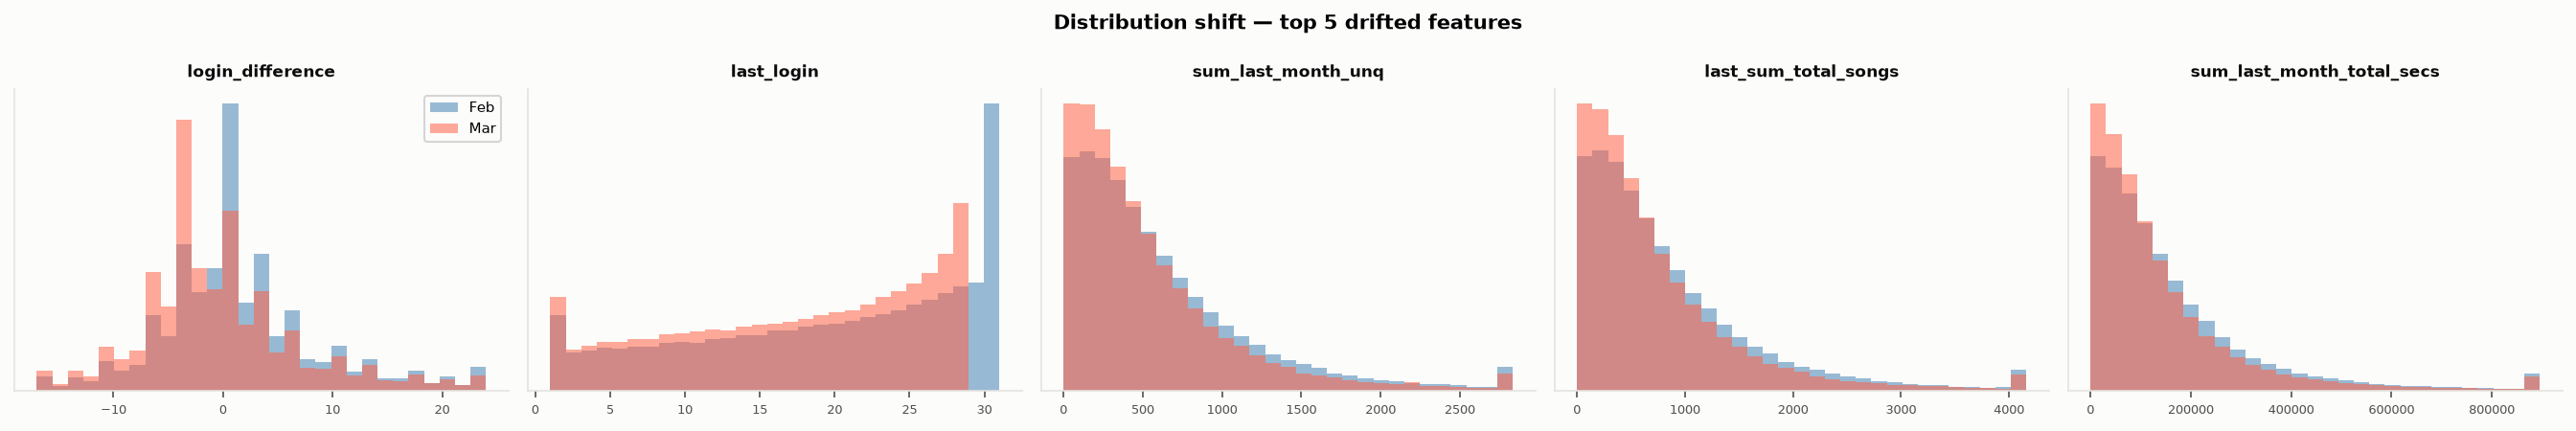 Distribution shift — top 5 drifted features
login_difference
last_login
sum_last_month_unq
last_sum_total_songs
sum_last_month_total_secs
Feb
Mar
−10 0 10 20
0 5 10 15 20 25 30
0 500 1000 1500 2000 2500
0 1000 2000 3000 4000
0 200000 400000 600000 800000